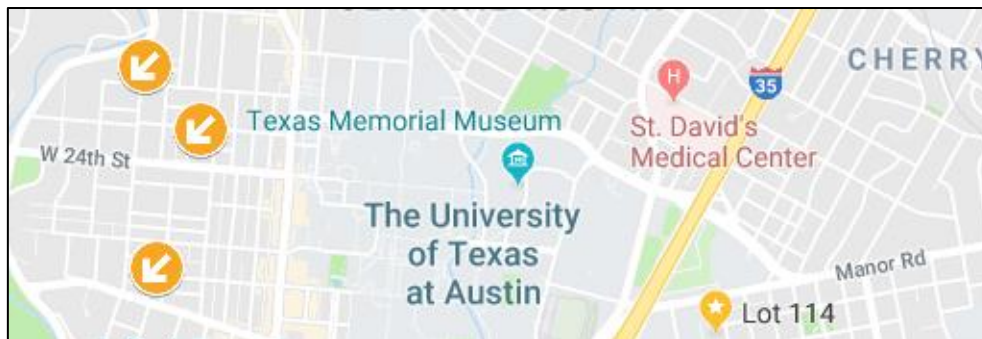 CHERRY
35
H
Texas Memorial Museum
St. David's
Medical Center
W 24th St
The University
of Texas
at Austin
Manor Rd
Lot 114